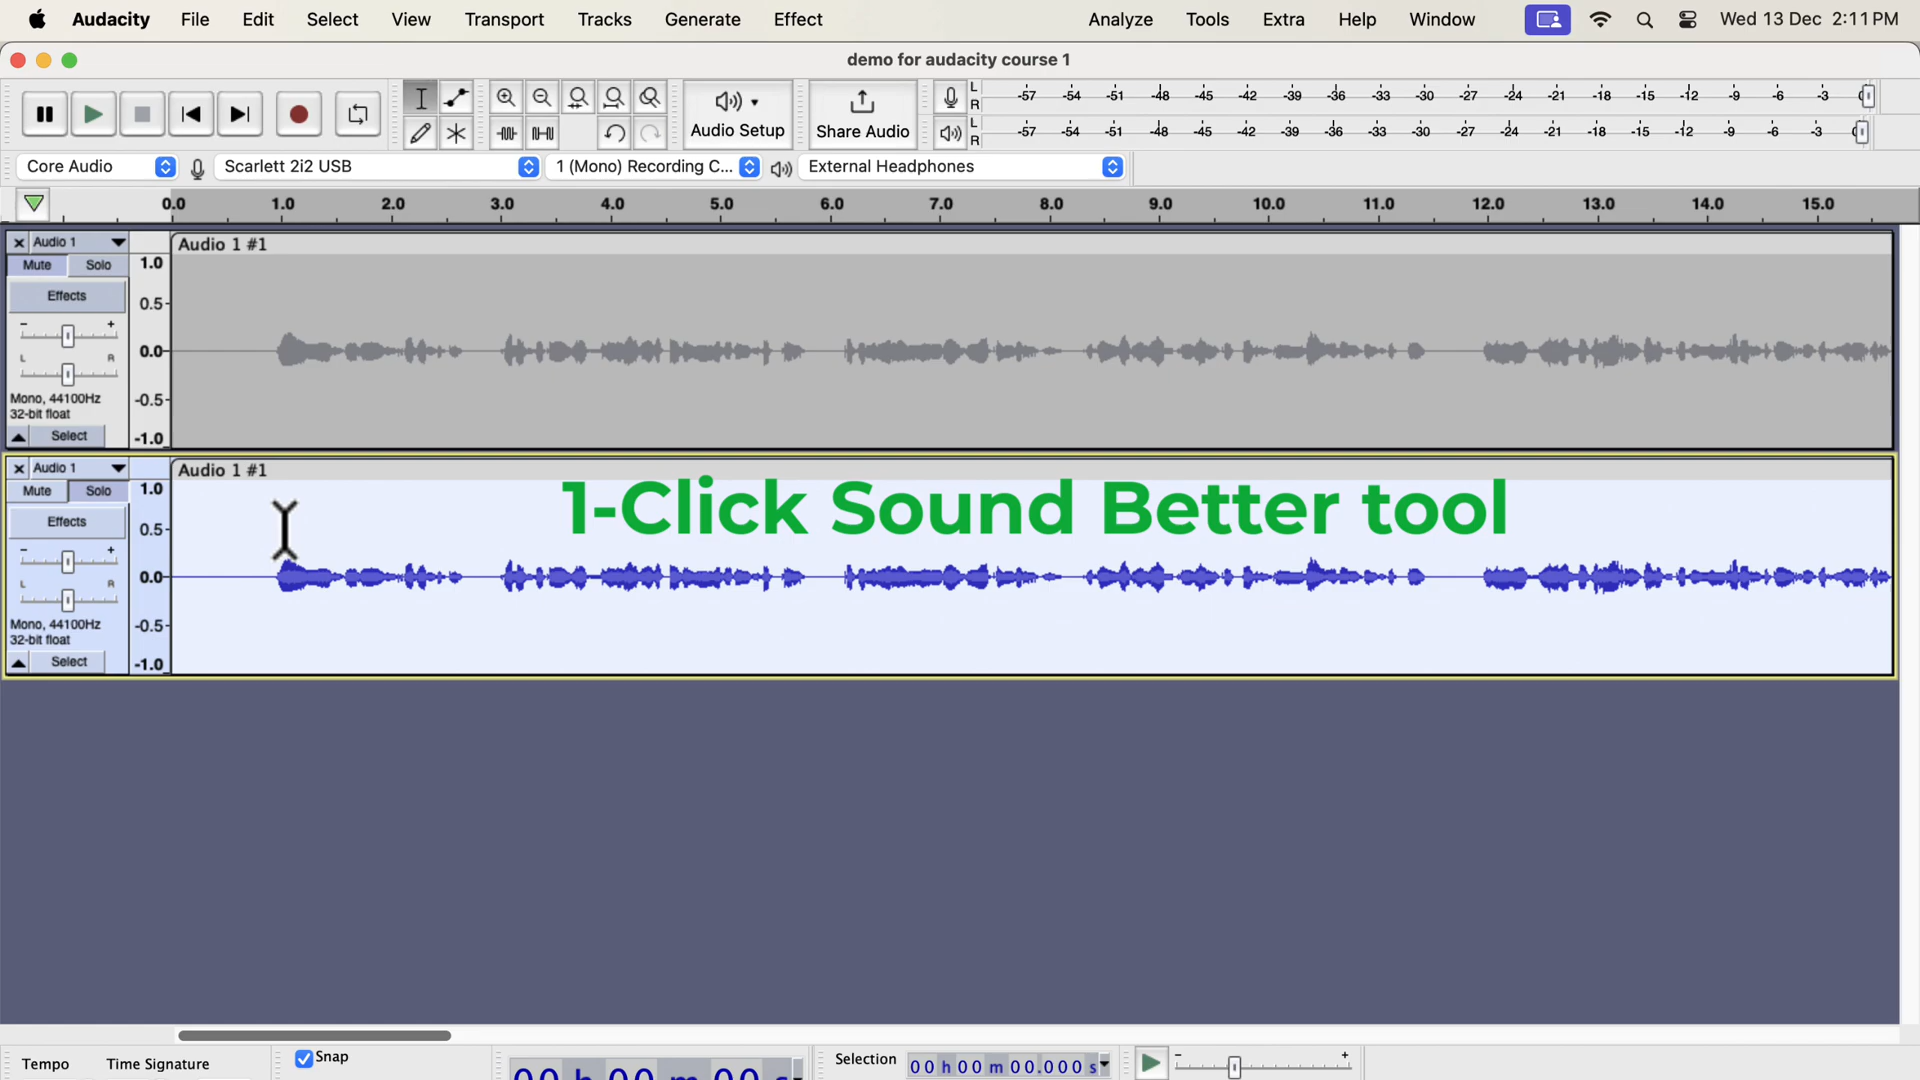 Audacity File Edit Select View Transport Tracks Generate Effect Analyze Tools Extra Help Window Wed 13 Dec 2:11 PM
demo for audacity course 1
Audio Setup
Share Audio
L -57 -54 -51 -48 -45 -42 -39 -36 -33 -30 -27 -24 -21 -18 -15 -12 -9 -6 -3 0
R
L -57 -54 -51 -48 -45 -42 -39 -36 -33 -30 -27 -24 -21 -18 -15 -12 -9 -6 -3 0
R
Core Audio Scarlett 2i2 USB 1 (Mono) Recording C... External Headphones
0.0 1.0 2.0 3.0 4.0 5.0 6.0 7.0 8.0 9.0 10.0 11.0 12.0 13.0 14.0 15.0
Audio 1 Audio 1 #1
Mute Solo 1.0
Effects 0.5
- +
L R 0.0
Mono, 44100Hz -0.5
32-bit float
Select -1.0
Audio 1 Audio 1 #1
Mute Solo 1.0
1-Click Sound Better tool
Effects 0.5
- +
L R 0.0
Mono, 44100Hz -0.5
32-bit float
Select -1.0
Tempo Time Signature Snap 00 h 00 m 00 s Selection 00 h 00 m 00.000 s - +